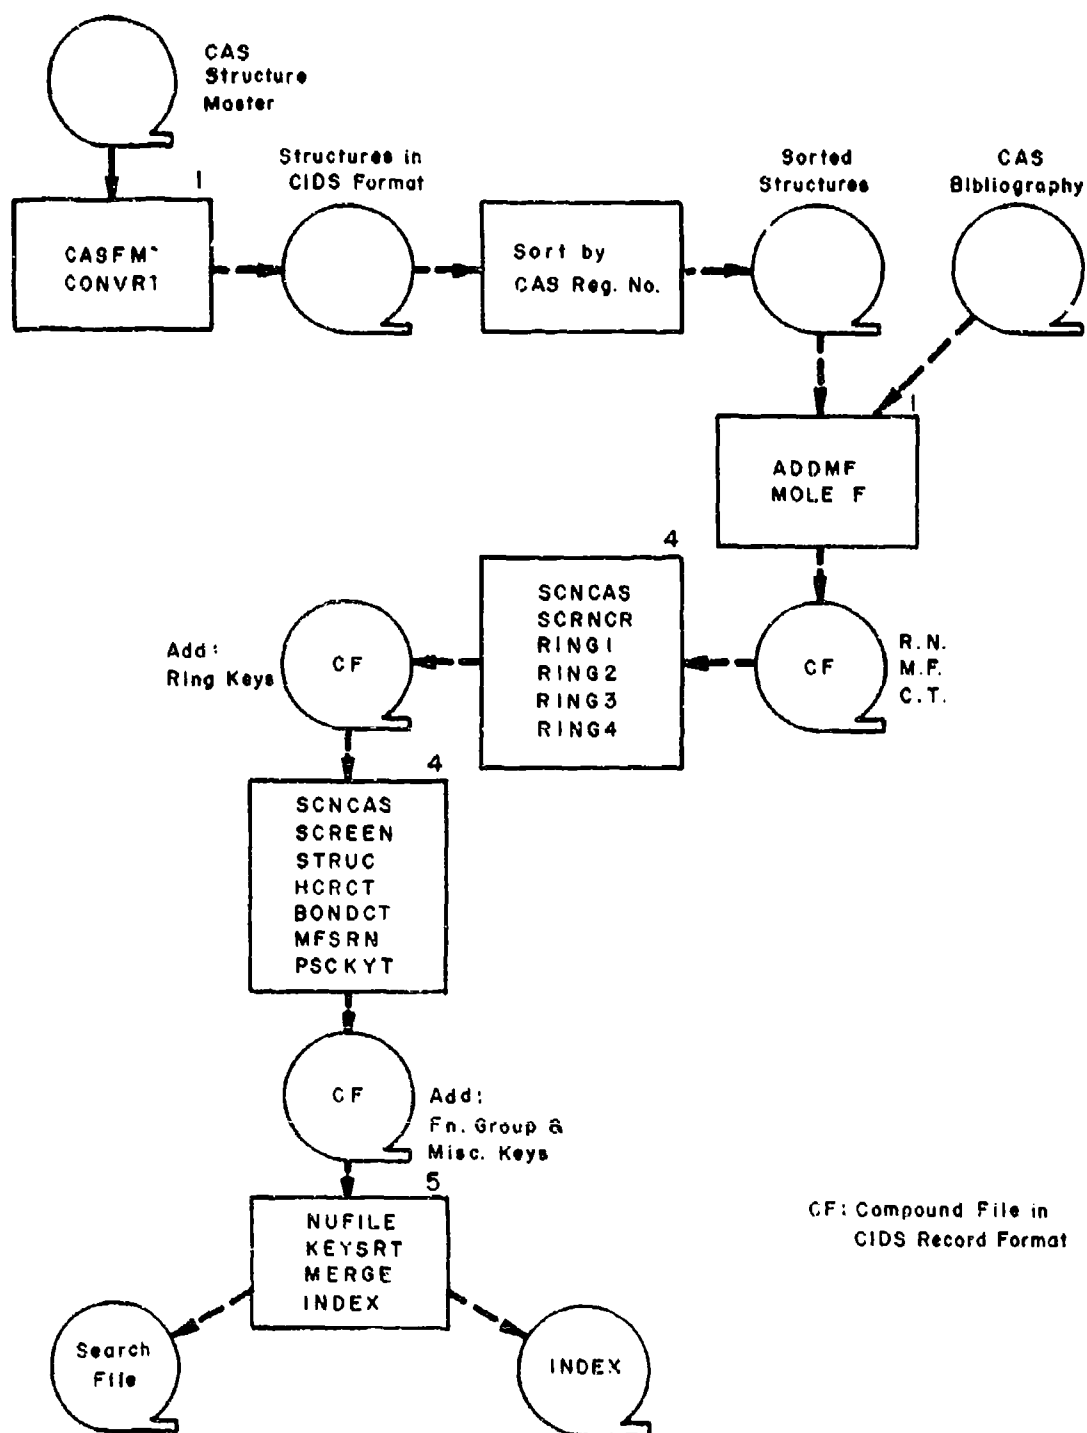 CAS
Structure
Master
1
CASFM
CONVRT
Structures in
CIDS Format
Sort by
CAS Reg. No.
Sorted
Structures
CAS
Bibliography
1
ADDMF
MOLE F
CF
R.N.
M.F.
C.T.
4
SCNCAS
SCRNCR
RING1
RING2
RING3
RING4
CF
Add:
Ring Keys
4
SCNCAS
SCREEN
STRUC
HCRCT
BONDCT
MFSRN
PSCKYT
CF
Add:
Fn. Group &
Misc. Keys
5
NUFILE
KEYSRT
MERGE
INDEX
Search
File
INDEX
CF: Compound File in
CIDS Record Format